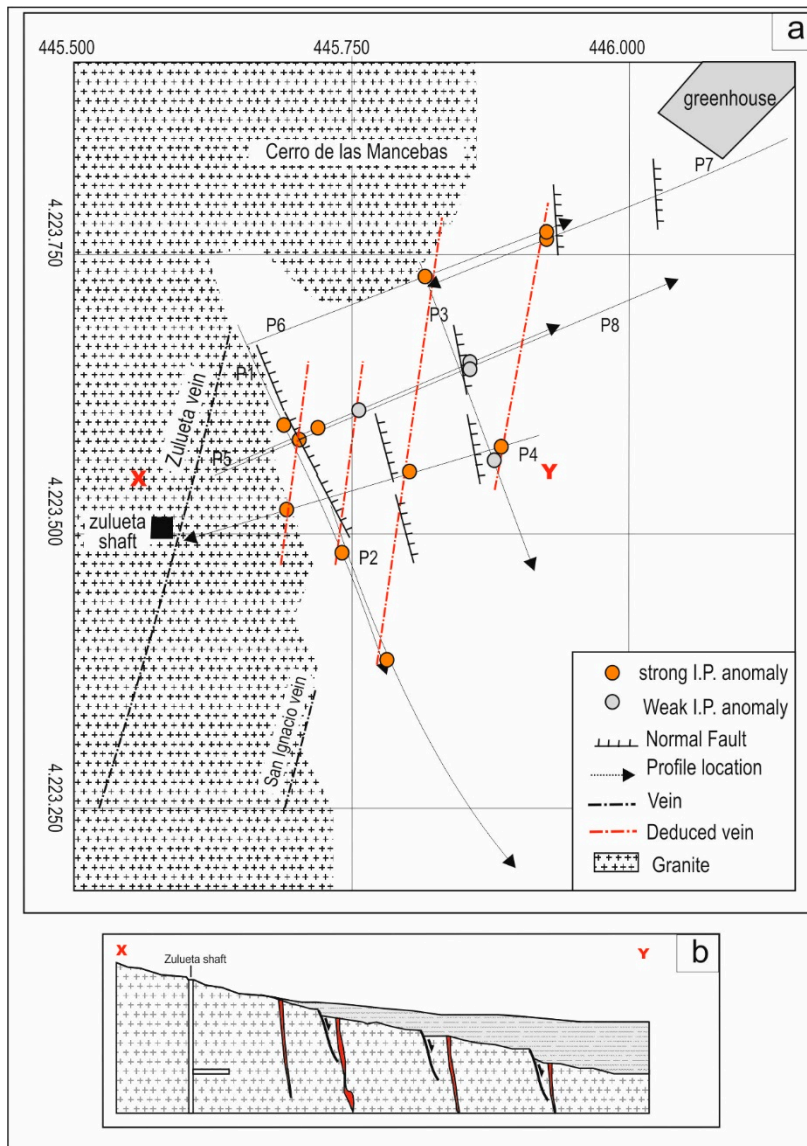 a
445.500 445.750 446.000
greenhouse
Cerro de las Mancebas
P7
4.223.750
P3
P6
P8
P1
Zulueta vein
P5
P4
X
Y
zulueta
shaft
4.223.500
P2
San Ignacio vein
4.223.250
strong I.P. anomaly
Weak I.P. anomaly
Normal Fault
Profile location
Vein
Deduced vein
Granite
X
Y
b
Zulueta shaft